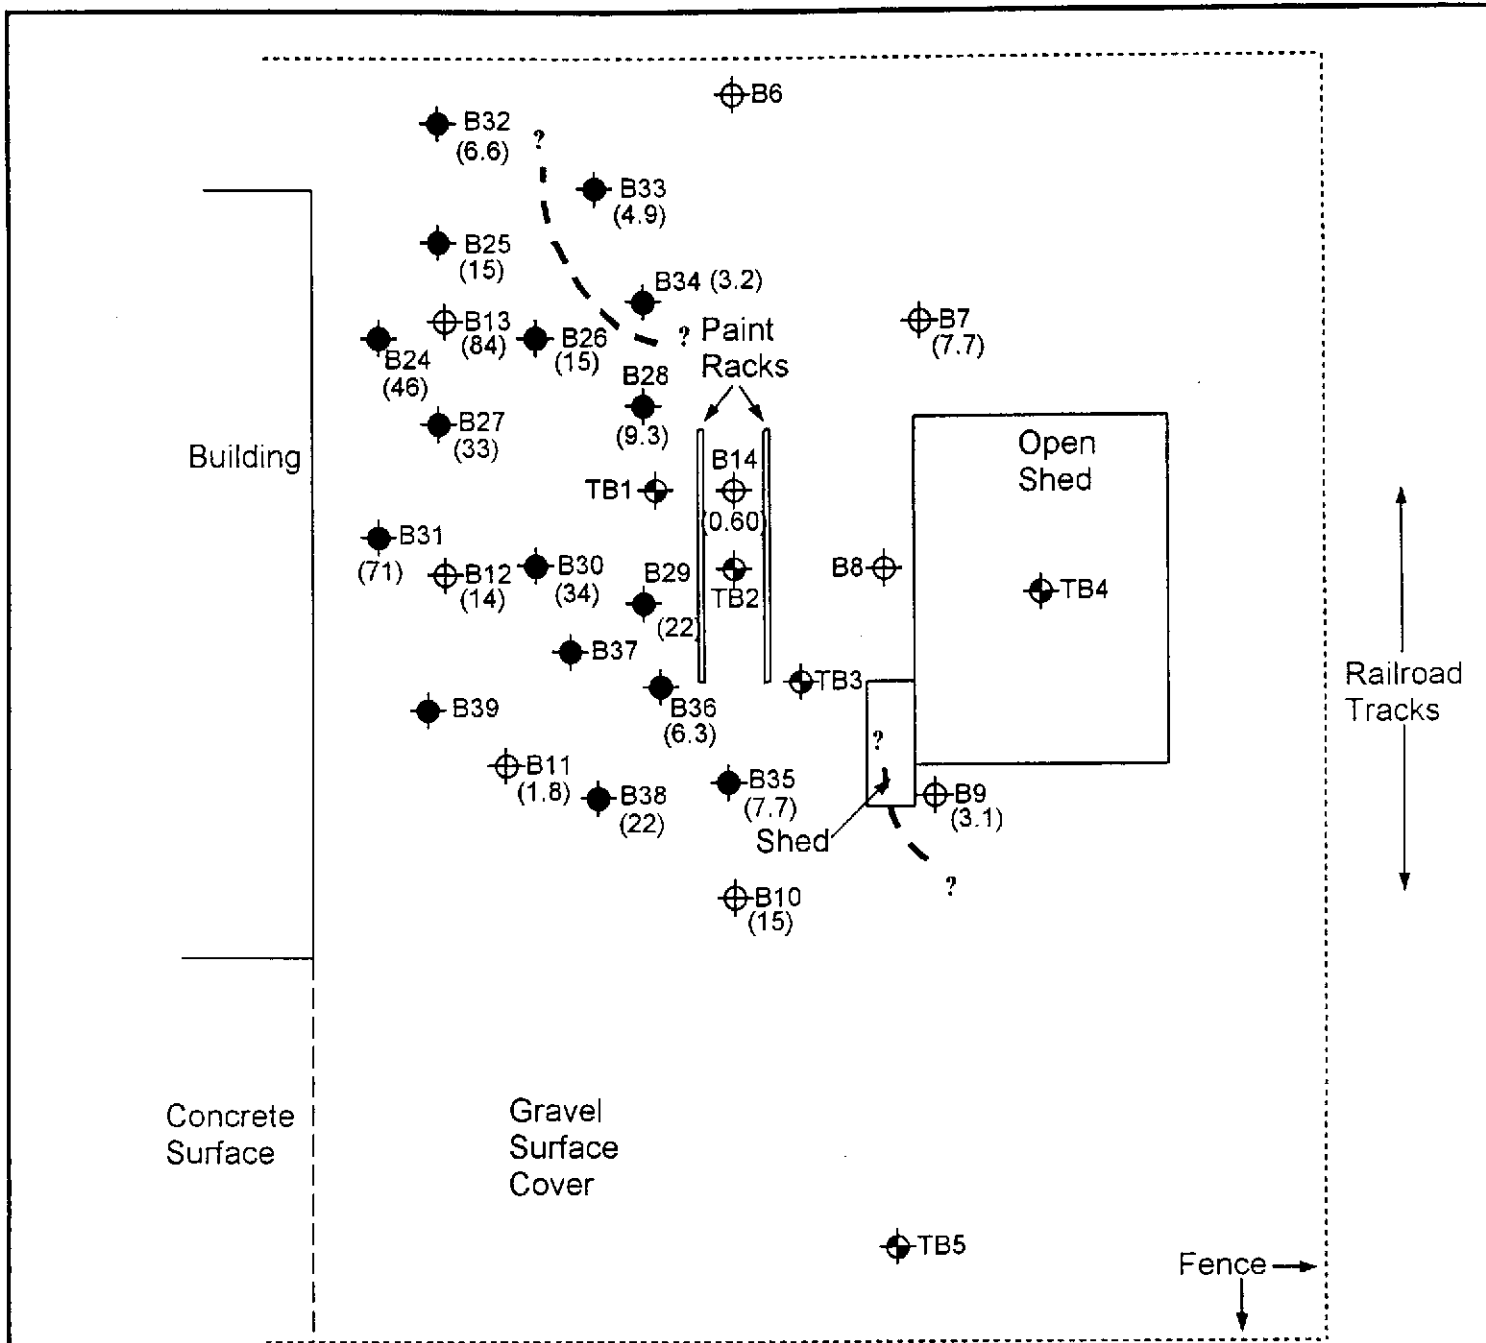 B6
B32
(6.6)
?
B33
(4.9)
B25
(15)
B34 (3.2)
B13
(84)
B26
(15)
? Paint
Racks
B7
(7.7)
B24
(46)
B28
(9.3)
B27
(33)
Building
Open
Shed
B14
(0.60)
TB1
B31
(71)
B12
(14)
B30
(34)
B29
(22)
TB2
B8
TB4
B37
TB3
Railroad
Tracks
B39
B36
(6.3)
?
B11
(1.8)
B38
(22)
B35
(7.7)
B9
(3.1)
Shed
?
B10
(15)
Concrete
Surface
Gravel
Surface
Cover
TB5
Fence